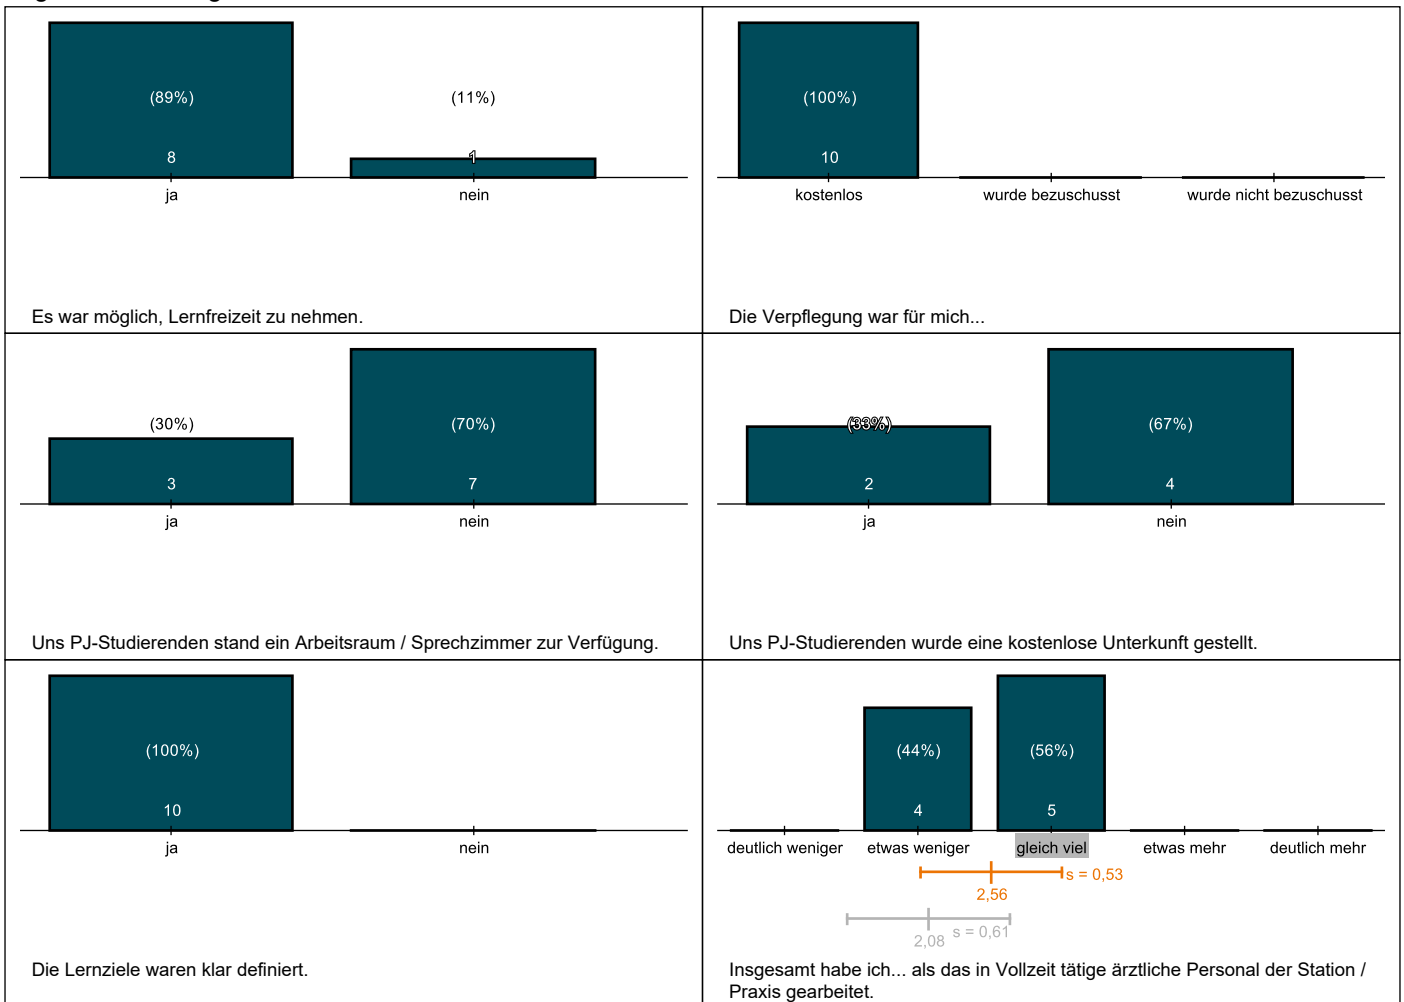 (89%)
(11%)
8
1
ja
nein
Es war möglich, Lernfreizeit zu nehmen.
(100%)
10
kostenlos
wurde bezuschusst
wurde nicht bezuschusst
Die Verpflegung war für mich...
(30%)
(70%)
3
7
ja
nein
Uns PJ-Studierenden stand ein Arbeitsraum / Sprechzimmer zur Verfügung.
(33%)
(67%)
2
4
ja
nein
Uns PJ-Studierenden wurde eine kostenlose Unterkunft gestellt.
(100%)
10
ja
nein
Die Lernziele waren klar definiert.
(44%)
(56%)
4
5
deutlich weniger
etwas weniger
gleich viel
etwas mehr
deutlich mehr
s = 0,53
2,56
s = 0,61
2,08
Insgesamt habe ich... als das in Vollzeit tätige ärztliche Personal der Station /
Praxis gearbeitet.